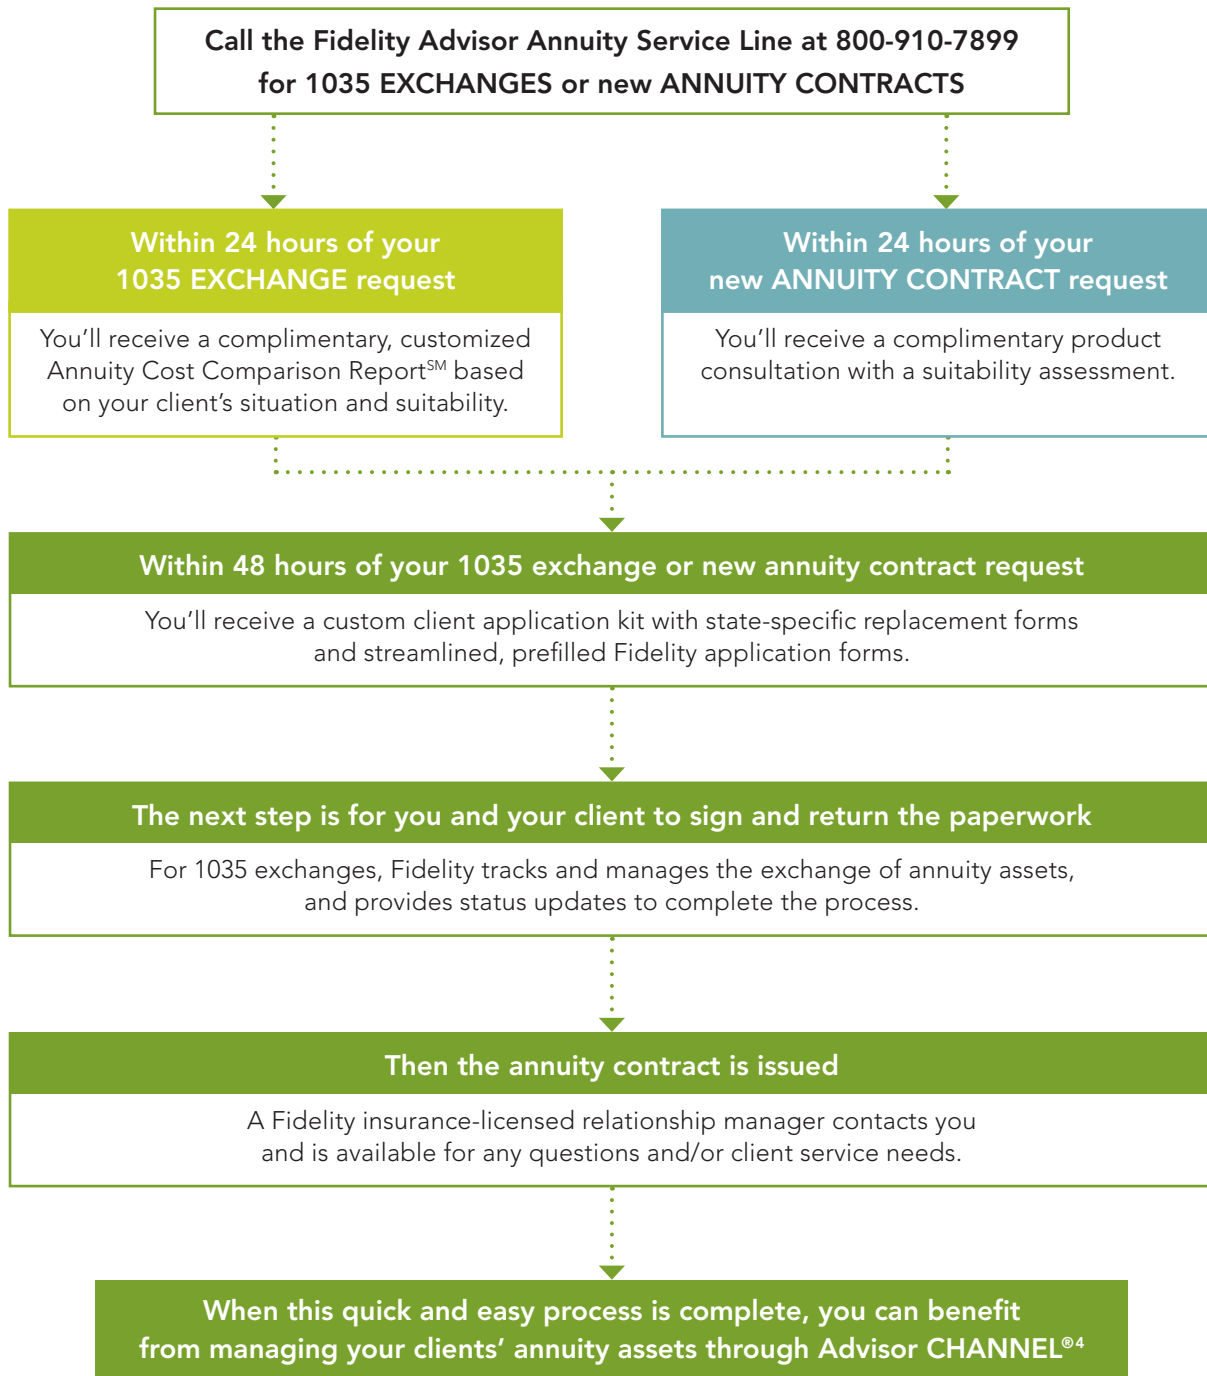 Call the Fidelity Advisor Annuity Service Line at 800-910-7899
for 1035 EXCHANGES or new ANNUITY CONTRACTS
Within 24 hours of your
1035 EXCHANGE request
You’ll receive a complimentary, customized
Annuity Cost Comparison Report℠ based
on your client’s situation and suitability.
Within 24 hours of your
new ANNUITY CONTRACT request
You’ll receive a complimentary product
consultation with a suitability assessment.
Within 48 hours of your 1035 exchange or new annuity contract request
You’ll receive a custom client application kit with state-specific replacement forms
and streamlined, prefilled Fidelity application forms.
The next step is for you and your client to sign and return the paperwork
For 1035 exchanges, Fidelity tracks and manages the exchange of annuity assets,
and provides status updates to complete the process.
Then the annuity contract is issued
A Fidelity insurance-licensed relationship manager contacts you
and is available for any questions and/or client service needs.
When this quick and easy process is complete, you can benefit
from managing your clients’ annuity assets through Advisor CHANNEL®⁴